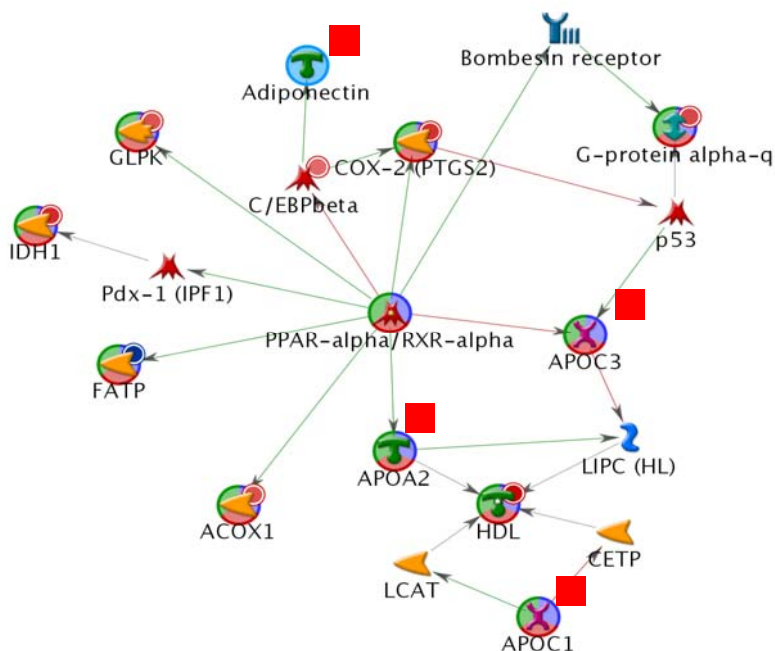 Bombesin receptor
Adiponectin
GLPK
COX-2 (PTGS2)
G-protein alpha-q
C/EBPbeta
IDH1
p53
Pdx-1 (IPF1)
PPAR-alpha/RXR-alpha
APOC3
FATP
APOA2
LIPC (HL)
ACOX1
HDL
CETP
LCAT
APOC1